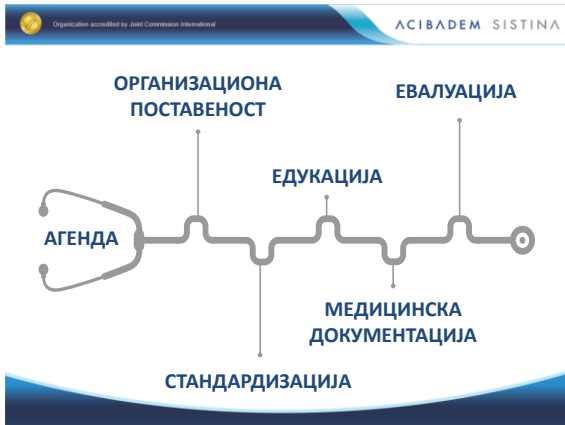 Organization accredited by Joint Commission International
ACIBADEM SISTINA
ОРГАНИЗАЦИОНА
ПОСТАВЕНОСТ
ЕВАЛУАЦИЈА
ЕДУКАЦИЈА
АГЕНДА
МЕДИЦИНСКА
ДОКУМЕНТАЦИЈА
СТАНДАРДИЗАЦИЈА